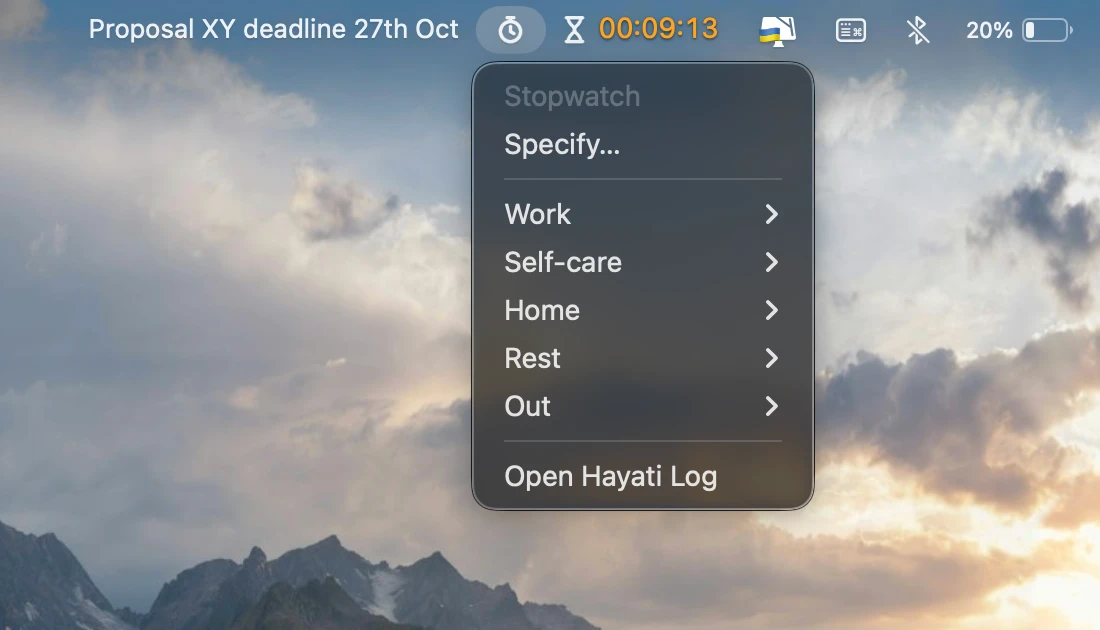 Proposal XY deadline 27th Oct
00:09:13
20%
Stopwatch
Specify...
Work
Self-care
Home
Rest
Out
Open Hayati Log